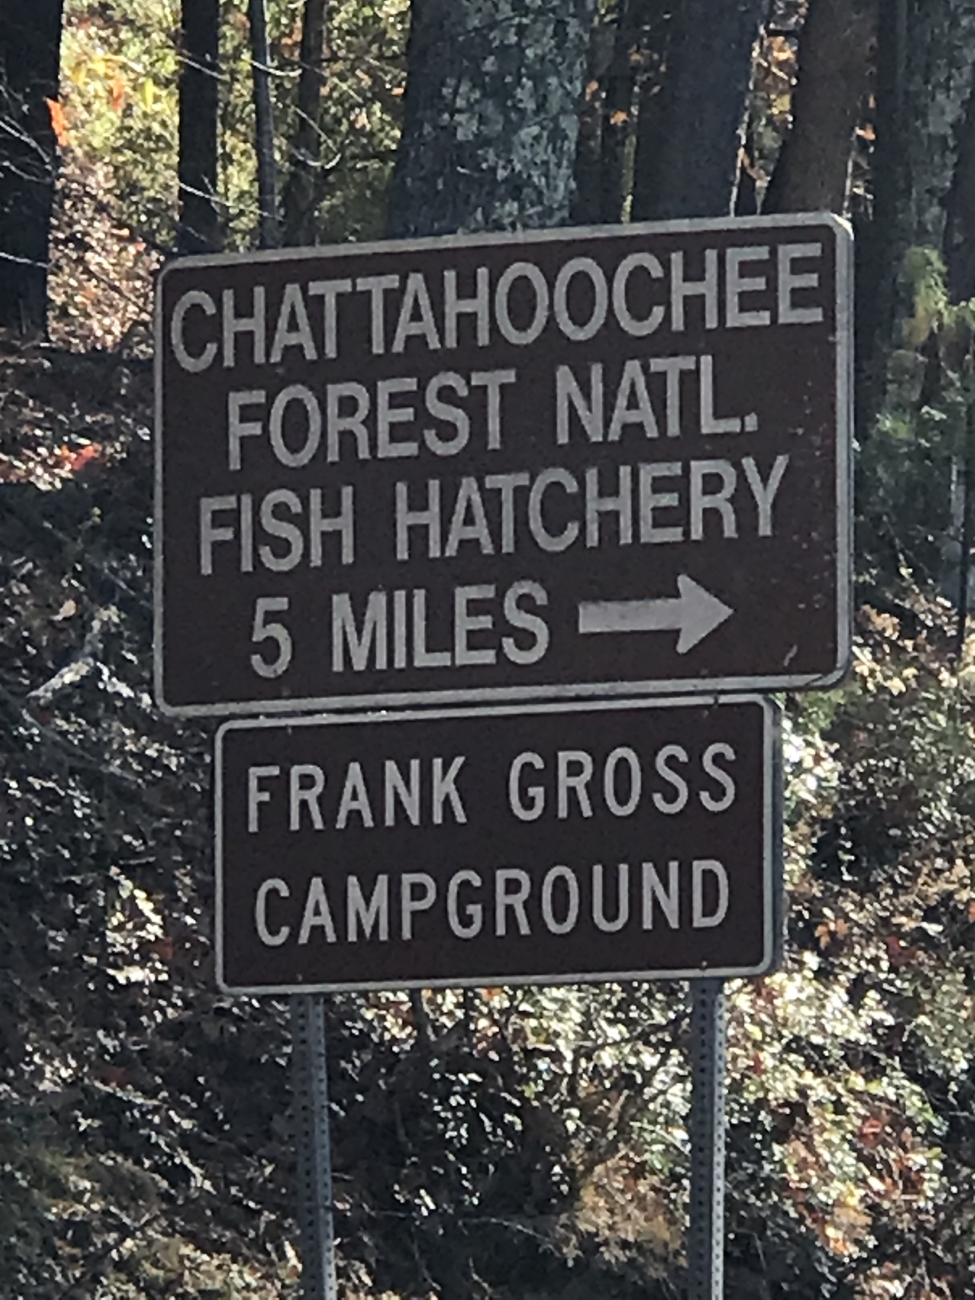 CHATTAHOOCHEE
FOREST NATL.
FISH HATCHERY
5 MILES →
FRANK GROSS
CAMPGROUND